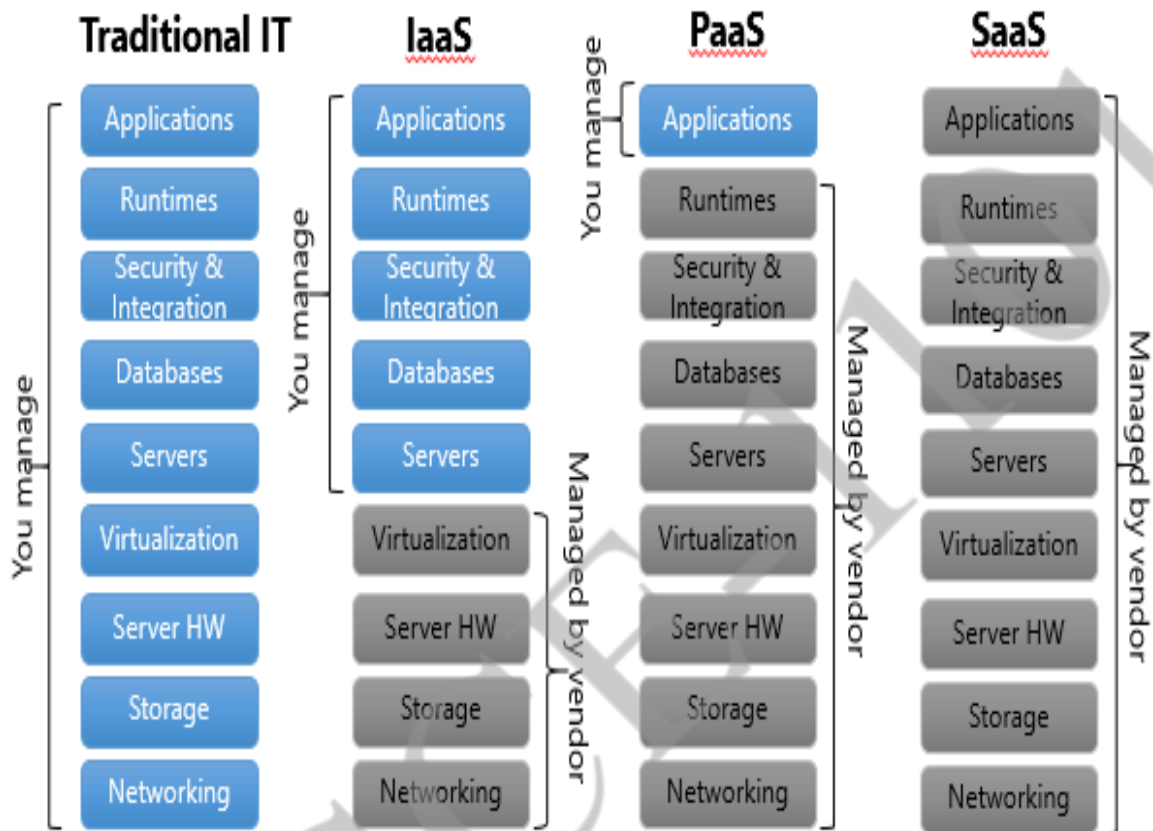 Traditional IT
IaaS
PaaS
SaaS
You manage
Applications
Runtimes
Security &
Integration
Databases
Servers
Virtualization
Server HW
Storage
Networking
You manage
Applications
Runtimes
Security &
Integration
Databases
Servers
Virtualization
Server HW
Storage
Networking
Managed by vendor
You manage
Applications
Runtimes
Security &
Integration
Databases
Servers
Virtualization
Server HW
Storage
Networking
Managed by vendor
Applications
Runtimes
Security &
Integration
Databases
Servers
Virtualization
Server HW
Storage
Networking
Managed by vendor